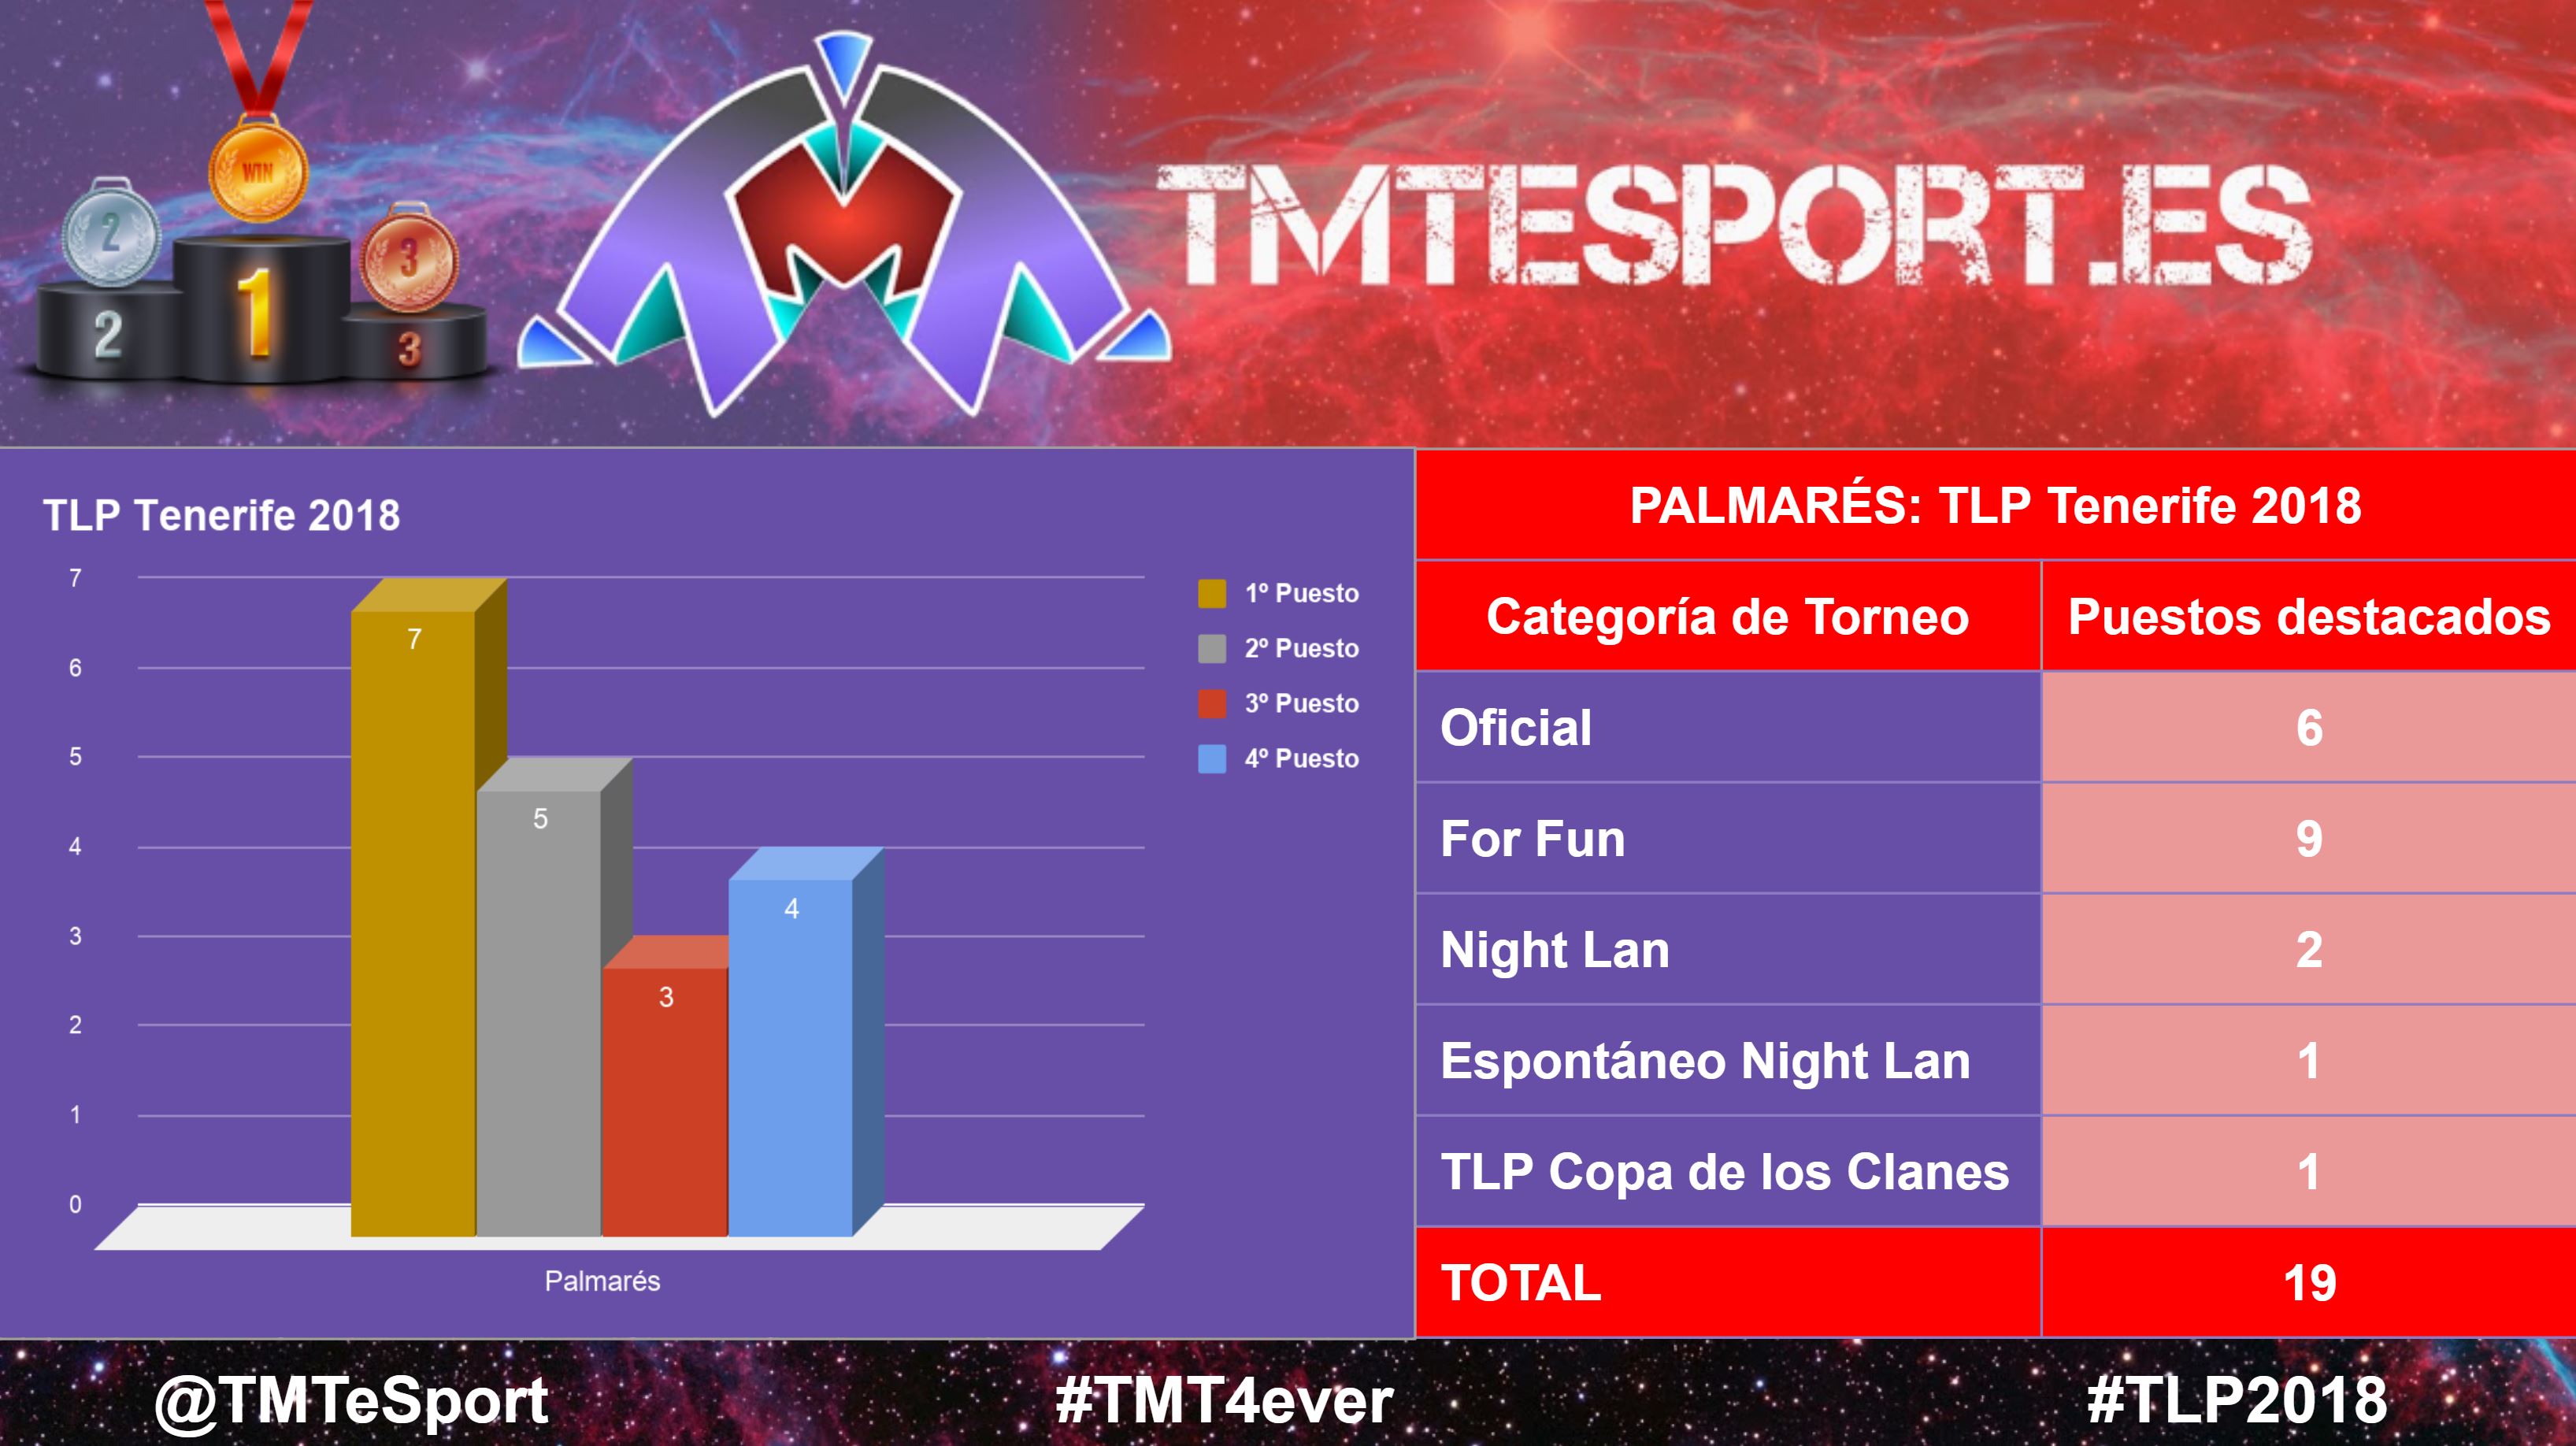 WIN
2
3
1
2
3
TMTESPORT.ES
TLP Tenerife 2018
7
6
5
4
3
2
1
0
7
5
3
4
Palmarés
1º Puesto
2º Puesto
3º Puesto
4º Puesto
PALMARÉS: TLP Tenerife 2018
Categoría de Torneo Puestos destacados
Oficial 6
For Fun 9
Night Lan 2
Espontáneo Night Lan 1
TLP Copa de los Clanes 1
TOTAL 19
@TMTeSport #TMT4ever #TLP2018